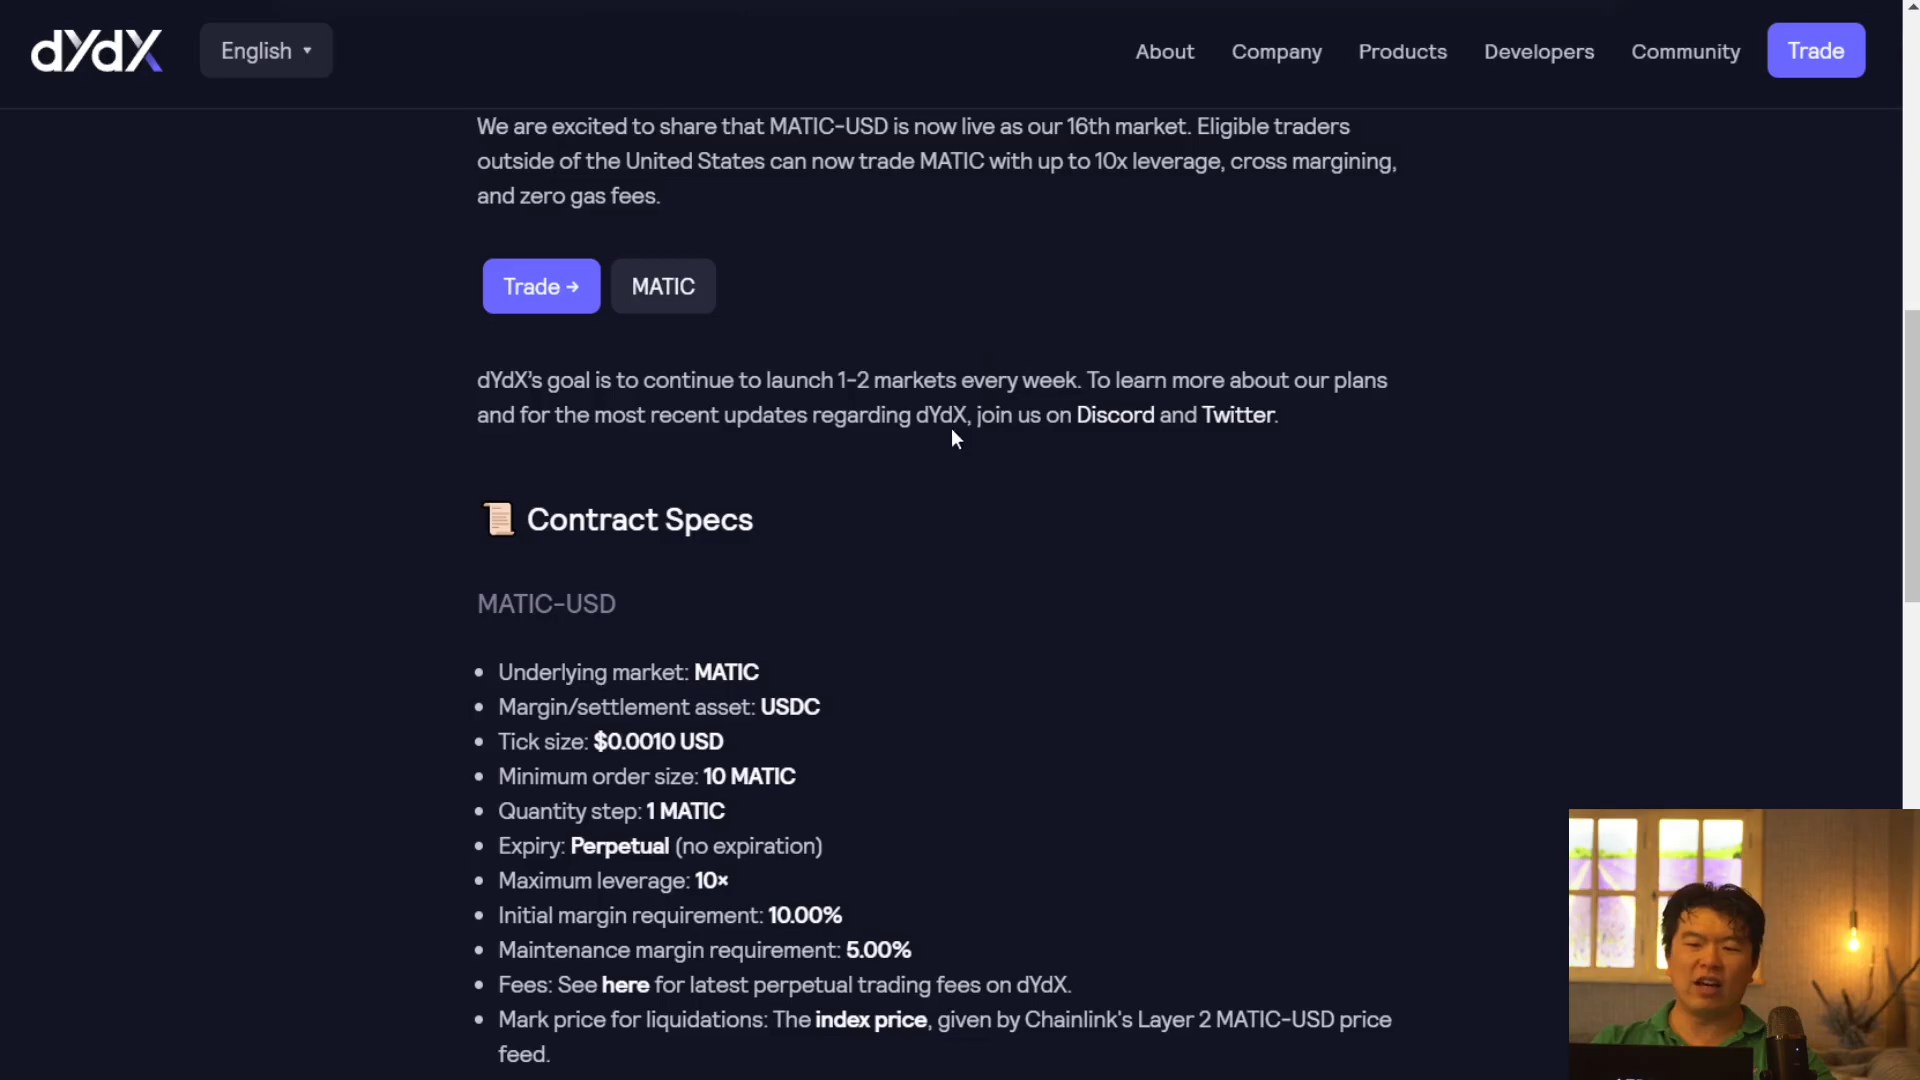 dYdX
English
About
Company
Products
Developers
Community
Trade
We are excited to share that MATIC-USD is now live as our 16th market. Eligible traders
outside of the United States can now trade MATIC with up to 10x leverage, cross margining,
and zero gas fees.
Trade →
MATIC
dYdX's goal is to continue to launch 1-2 markets every week. To learn more about our plans
and for the most recent updates regarding dYdX, join us on Discord and Twitter.
Contract Specs
MATIC-USD
Underlying market: MATIC
Margin/settlement asset: USDC
Tick size: $0.0010 USD
Minimum order size: 10 MATIC
Quantity step: 1 MATIC
Expiry: Perpetual (no expiration)
Maximum leverage: 10×
Initial margin requirement: 10.00%
Maintenance margin requirement: 5.00%
Fees: See here for latest perpetual trading fees on dYdX.
Mark price for liquidations: The index price, given by Chainlink's Layer 2 MATIC-USD price
feed.